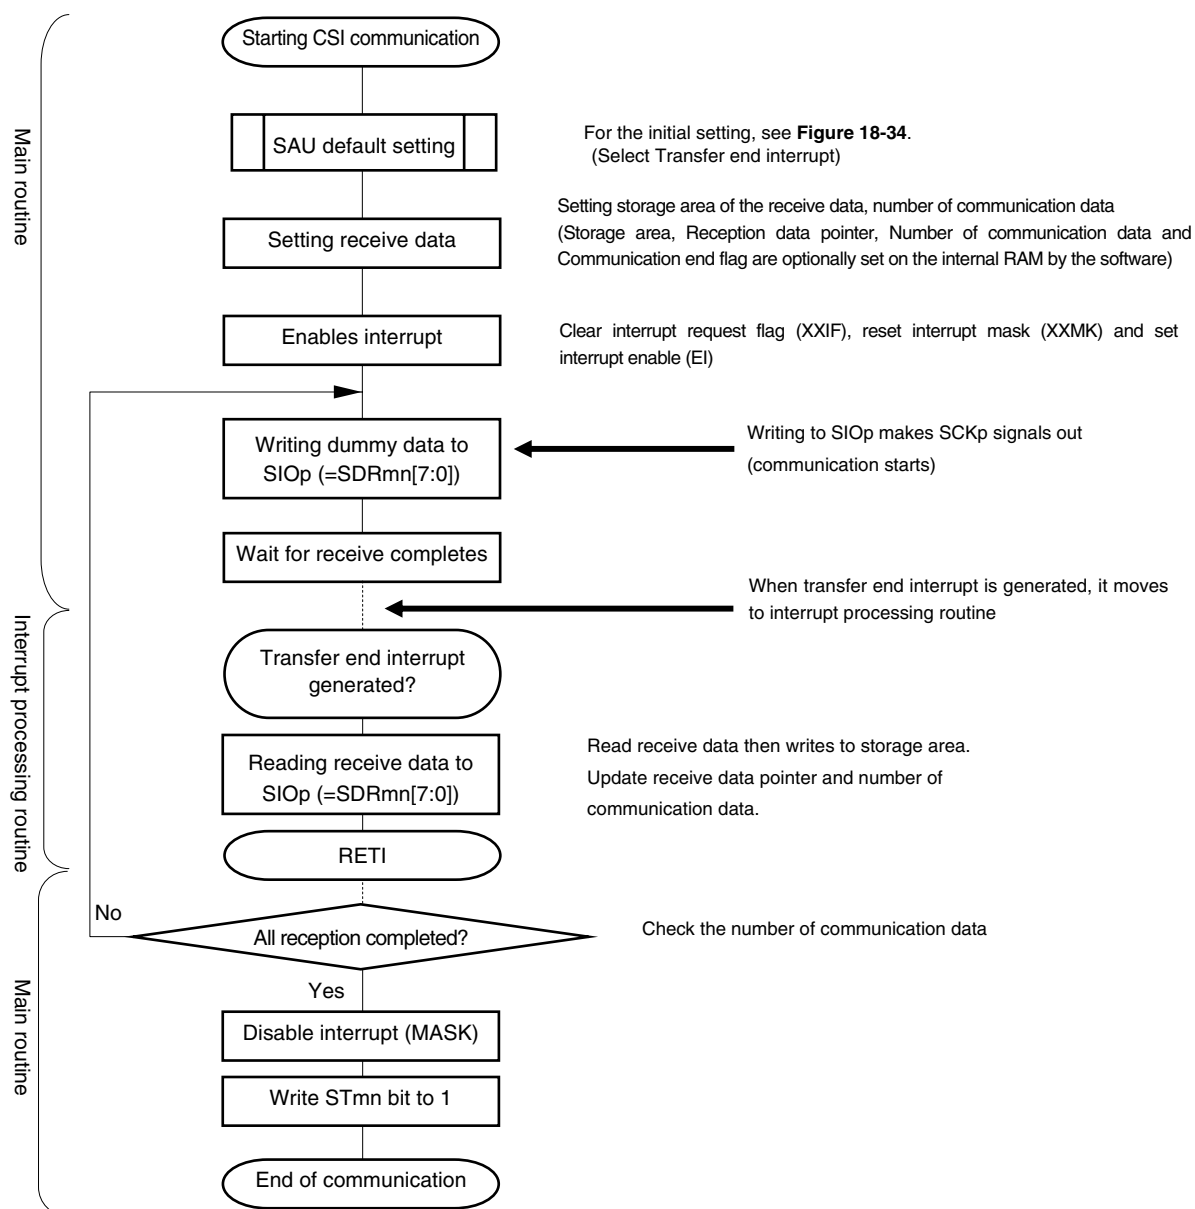 Main routine
Starting CSI communication
SAU default setting
For the initial setting, see Figure 18-34.
(Select Transfer end interrupt)
Setting receive data
Setting storage area of the receive data, number of communication data
(Storage area, Reception data pointer, Number of communication data and
Communication end flag are optionally set on the internal RAM by the software)
Enables interrupt
Clear interrupt request flag (XXIF), reset interrupt mask (XXMK) and set
interrupt enable (EI)
Writing dummy data to
SIOp (=SDRmn[7:0])
Writing to SIOp makes SCKp signals out
(communication starts)
Wait for receive completes
When transfer end interrupt is generated, it moves
to interrupt processing routine
Interrupt processing routine
Transfer end interrupt
generated?
Reading receive data to
SIOp (=SDRmn[7:0])
Read receive data then writes to storage area.
Update receive data pointer and number of
communication data.
RETI
Main routine
No
All reception completed?
Check the number of communication data
Yes
Disable interrupt (MASK)
Write STmn bit to 1
End of communication